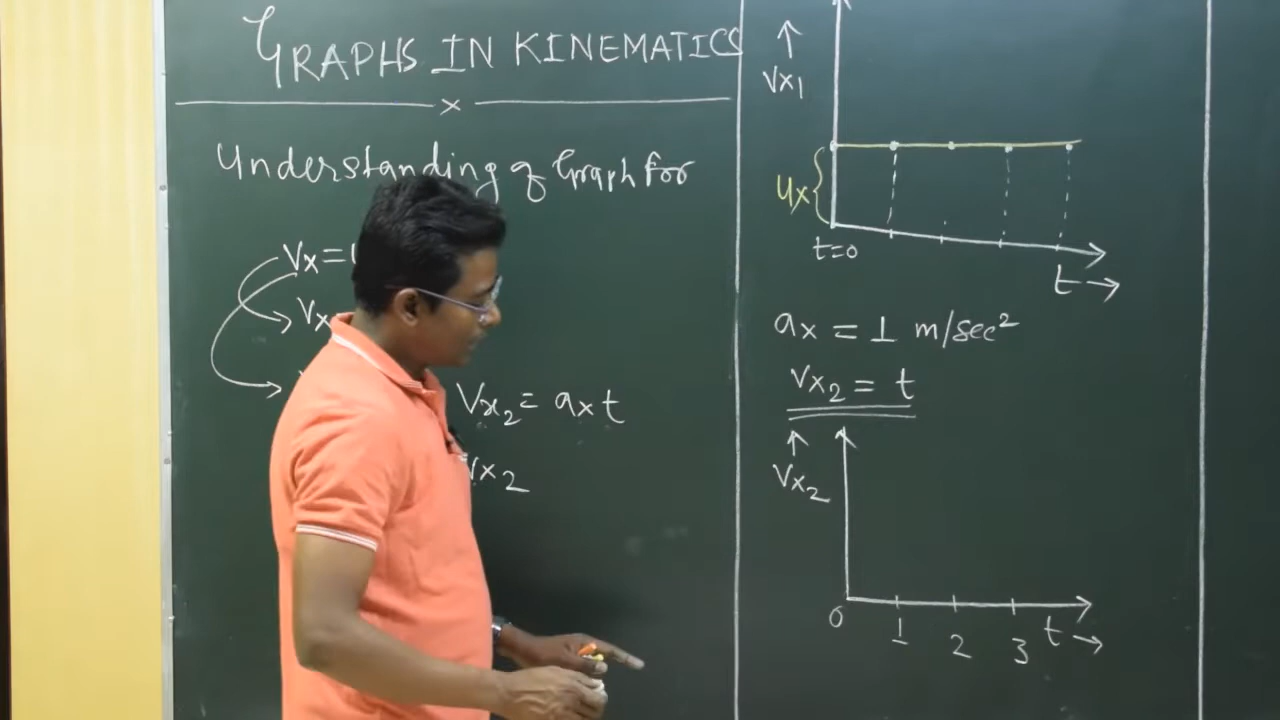 GRAPHS IN KINEMATICS
x
Understanding of Graph for
Vx =
Vx
Vx2 = ax t
Vx2
Vx1
ux
t=0
t →
ax = 1 m/sec²
Vx2 = t
Vx2
0 1 2 3 t →